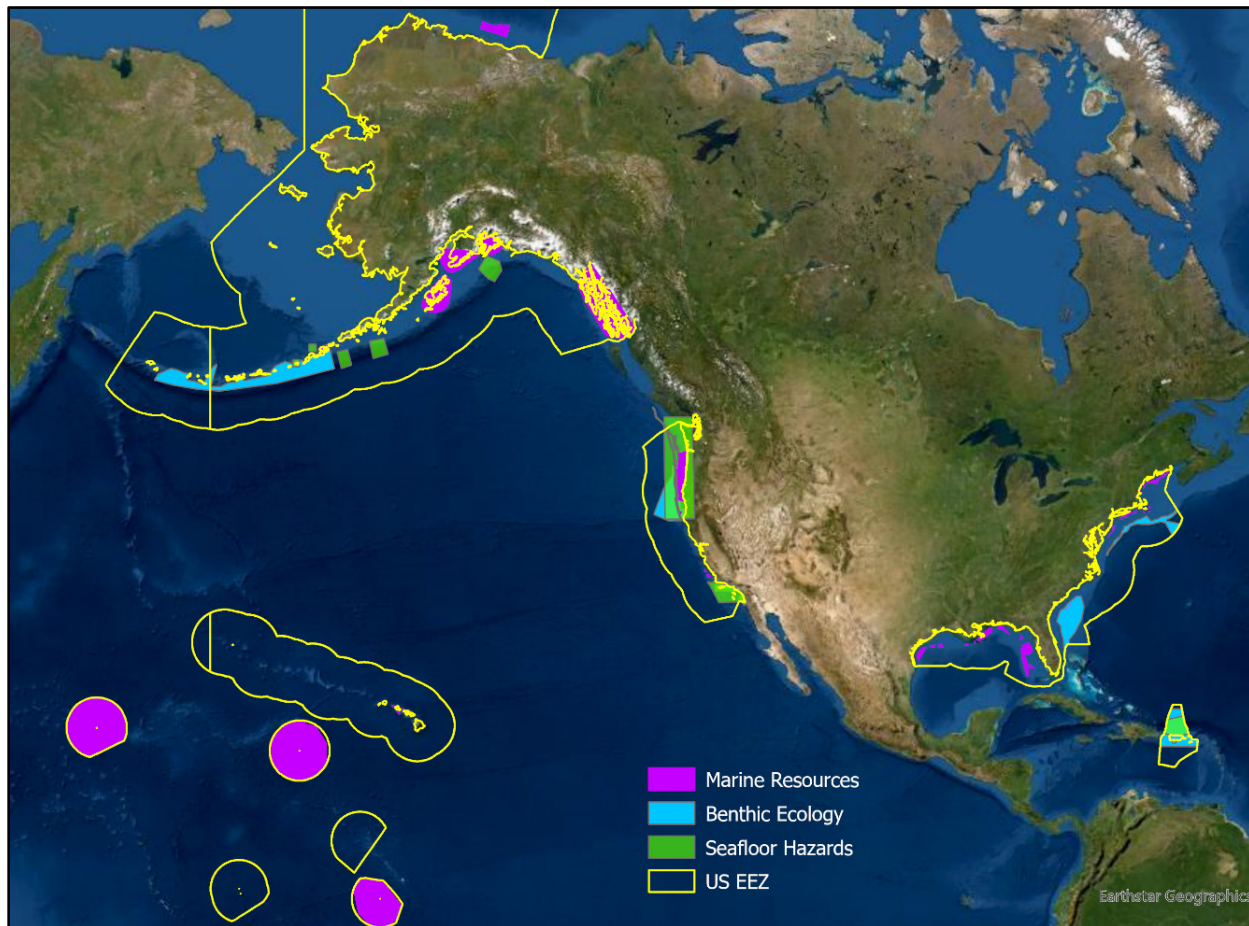 Marine Resources
Benthic Ecology
Seafloor Hazards
US EEZ
Earthstar Geographics